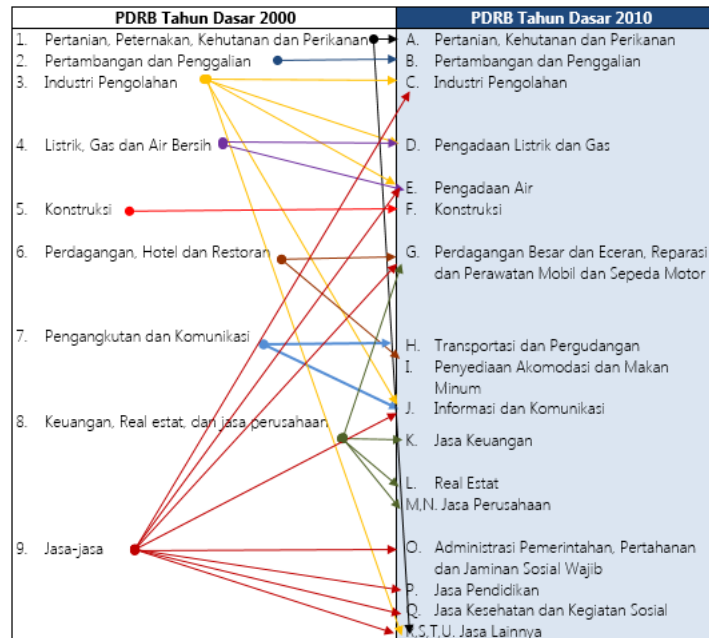 PDRB Tahun Dasar 2000
1. Pertanian, Peternakan, Kehutanan dan Perikanan
2. Pertambangan dan Penggalian
3. Industri Pengolahan
4. Listrik, Gas dan Air Bersih
5. Konstruksi
6. Perdagangan, Hotel dan Restoran
7. Pengangkutan dan Komunikasi
8. Keuangan, Real estat, dan jasa perusahaan
9. Jasa-jasa
PDRB Tahun Dasar 2010
A. Pertanian, Kehutanan dan Perikanan
B. Pertambangan dan Penggalian
C. Industri Pengolahan
D. Pengadaan Listrik dan Gas
E. Pengadaan Air
F. Konstruksi
G. Perdagangan Besar dan Eceran, Reparasi
dan Perawatan Mobil dan Sepeda Motor
H. Transportasi dan Pergudangan
I. Penyediaan Akomodasi dan Makan
Minum
J. Informasi dan Komunikasi
K. Jasa Keuangan
L. Real Estat
M,N. Jasa Perusahaan
O. Administrasi Pemerintahan, Pertahanan
dan Jaminan Sosial Wajib
P. Jasa Pendidikan
Q. Jasa Kesehatan dan Kegiatan Sosial
R,S,T,U. Jasa Lainnya